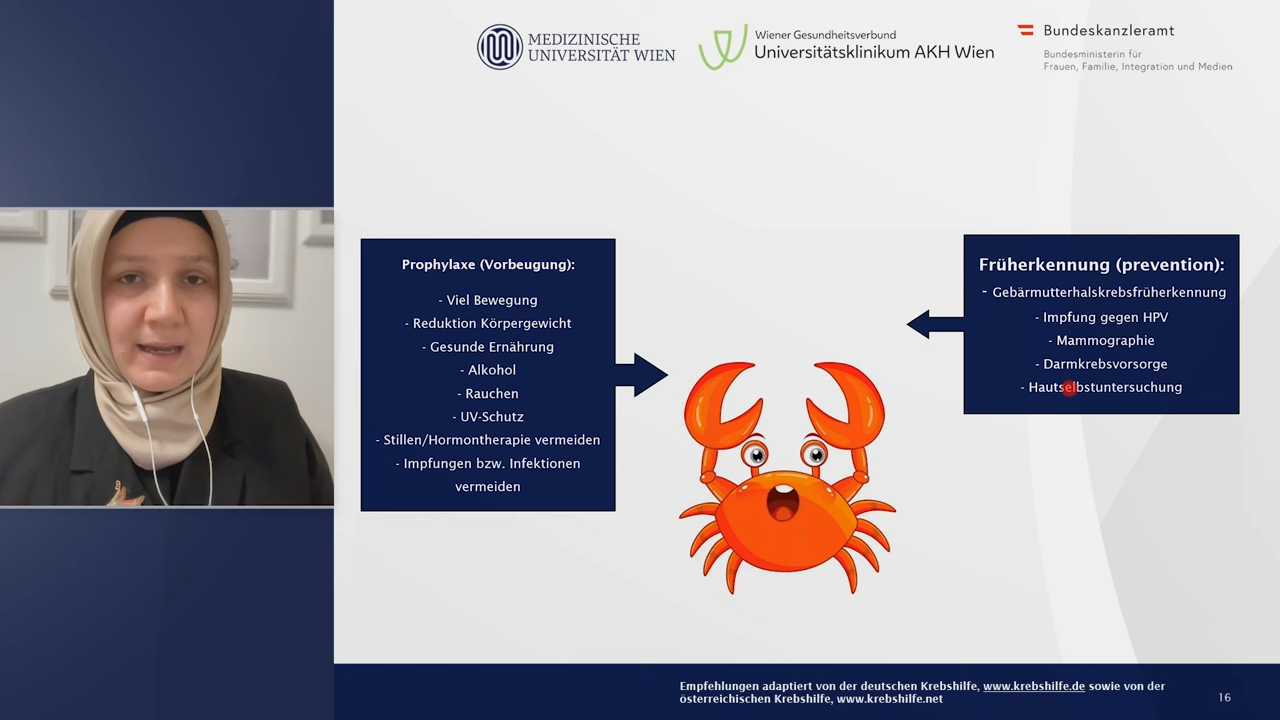 MEDIZINISCHE
UNIVERSITÄT WIEN
Wiener Gesundheitsverbund
Universitätsklinikum AKH Wien
Bundeskanzleramt
Bundesministerin für
Frauen, Familie, Integration und Medien
Prophylaxe (Vorbeugung):
- Viel Bewegung
- Reduktion Körpergewicht
- Gesunde Ernährung
- Alkohol
- Rauchen
- UV-Schutz
- Stillen/Hormontherapie vermeiden
- Impfungen bzw. Infektionen
vermeiden
Früherkennung (prevention):
- Gebärmutterhalskrebsfrüherkennung
- Impfung gegen HPV
- Mammographie
- Darmkrebsvorsorge
- Hautselbstuntersuchung
Empfehlungen adaptiert von der deutschen Krebshilfe, www.krebshilfe.de sowie von der
österreichischen Krebshilfe, www.krebshilfe.net
16